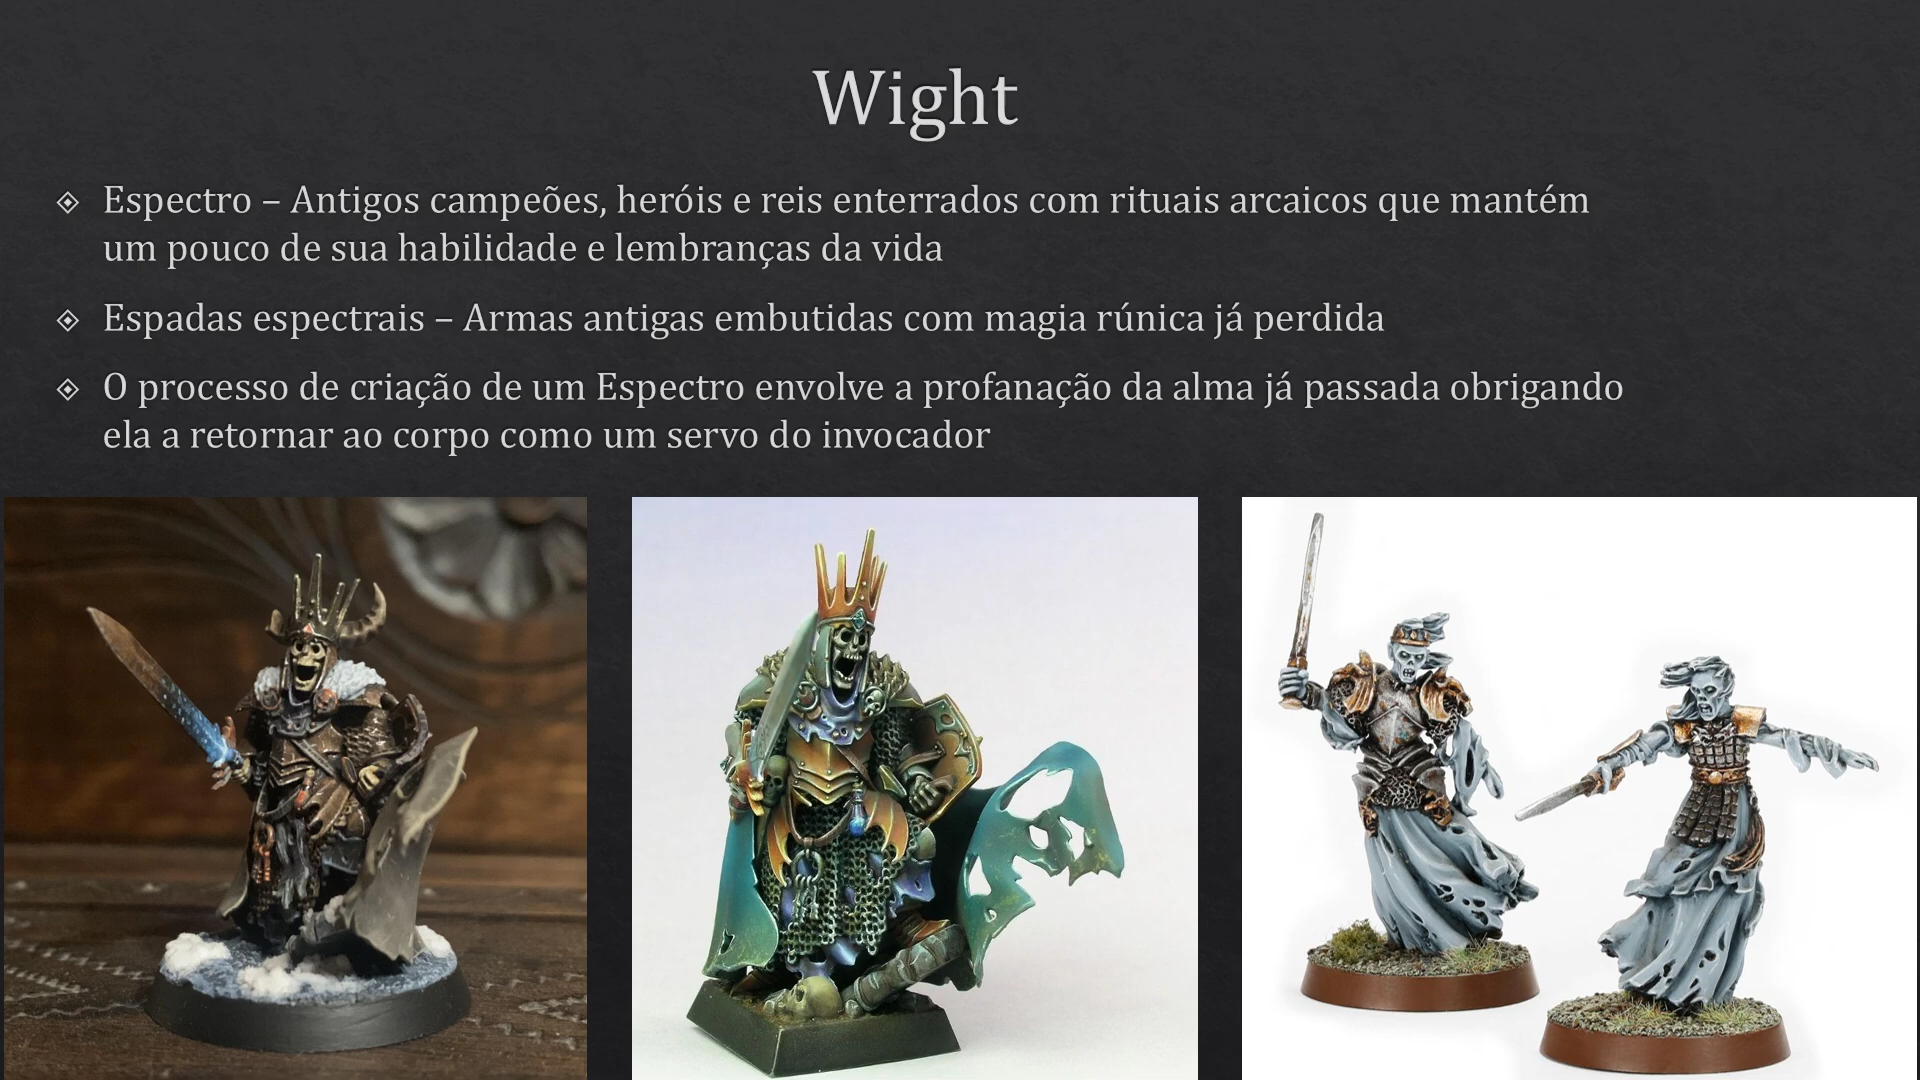 Wight
Espectro – Antigos campeões, heróis e reis enterrados com rituais arcaicos que mantém
um pouco de sua habilidade e lembranças da vida
Espadas espectrais – Armas antigas embutidas com magia rúnica já perdida
O processo de criação de um Espectro envolve a profanação da alma já passada obrigando
ela a retornar ao corpo como um servo do invocador